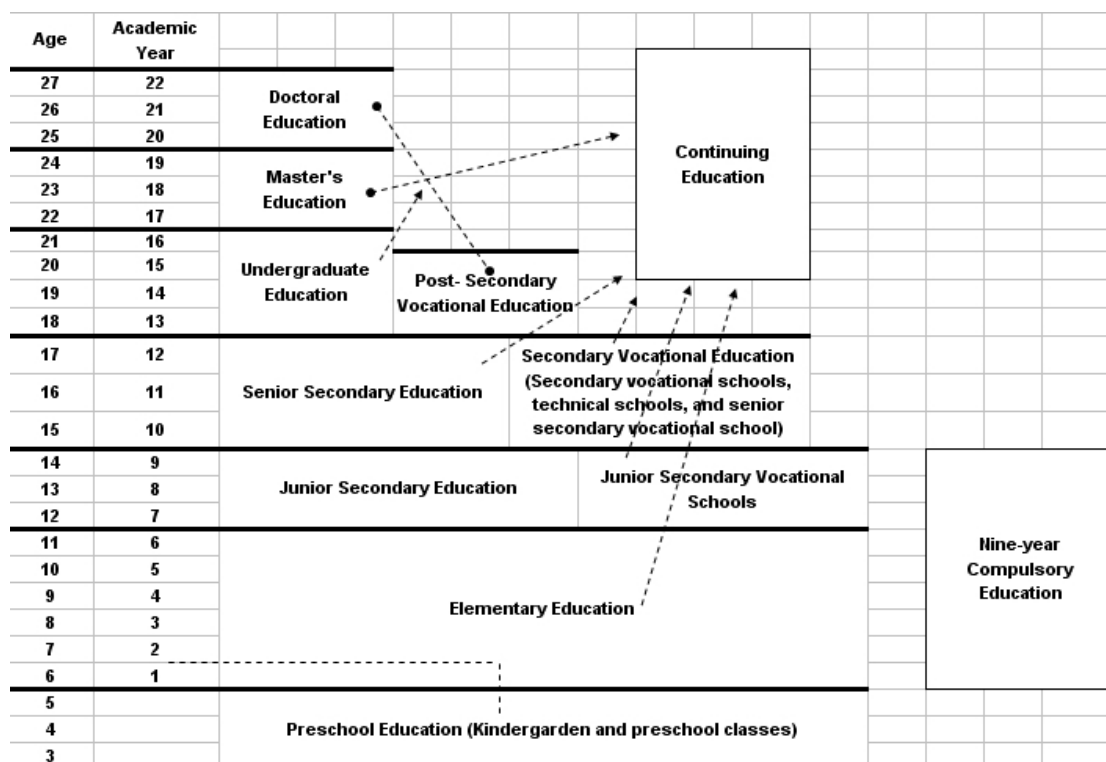 Age Academic
Year
27 22
26 21
25 20
Doctoral
Education
24 19
23 18
22 17
Master's
Education
21 16
20 15
19 14
18 13
Undergraduate
Education
Post- Secondary
Vocational Education
Continuing
Education
17 12
16 11
15 10
Senior Secondary Education
Secondary Vocational Education
(Secondary vocational schools,
technical schools, and senior
secondary vocational school)
14 9
13 8
12 7
Junior Secondary Education
Junior Secondary Vocational
Schools
11 6
10 5
9 4
8 3
7 2
6 1
Elementary Education
Nine-year
Compulsory
Education
5
4
3
Preschool Education (Kindergarden and preschool classes)